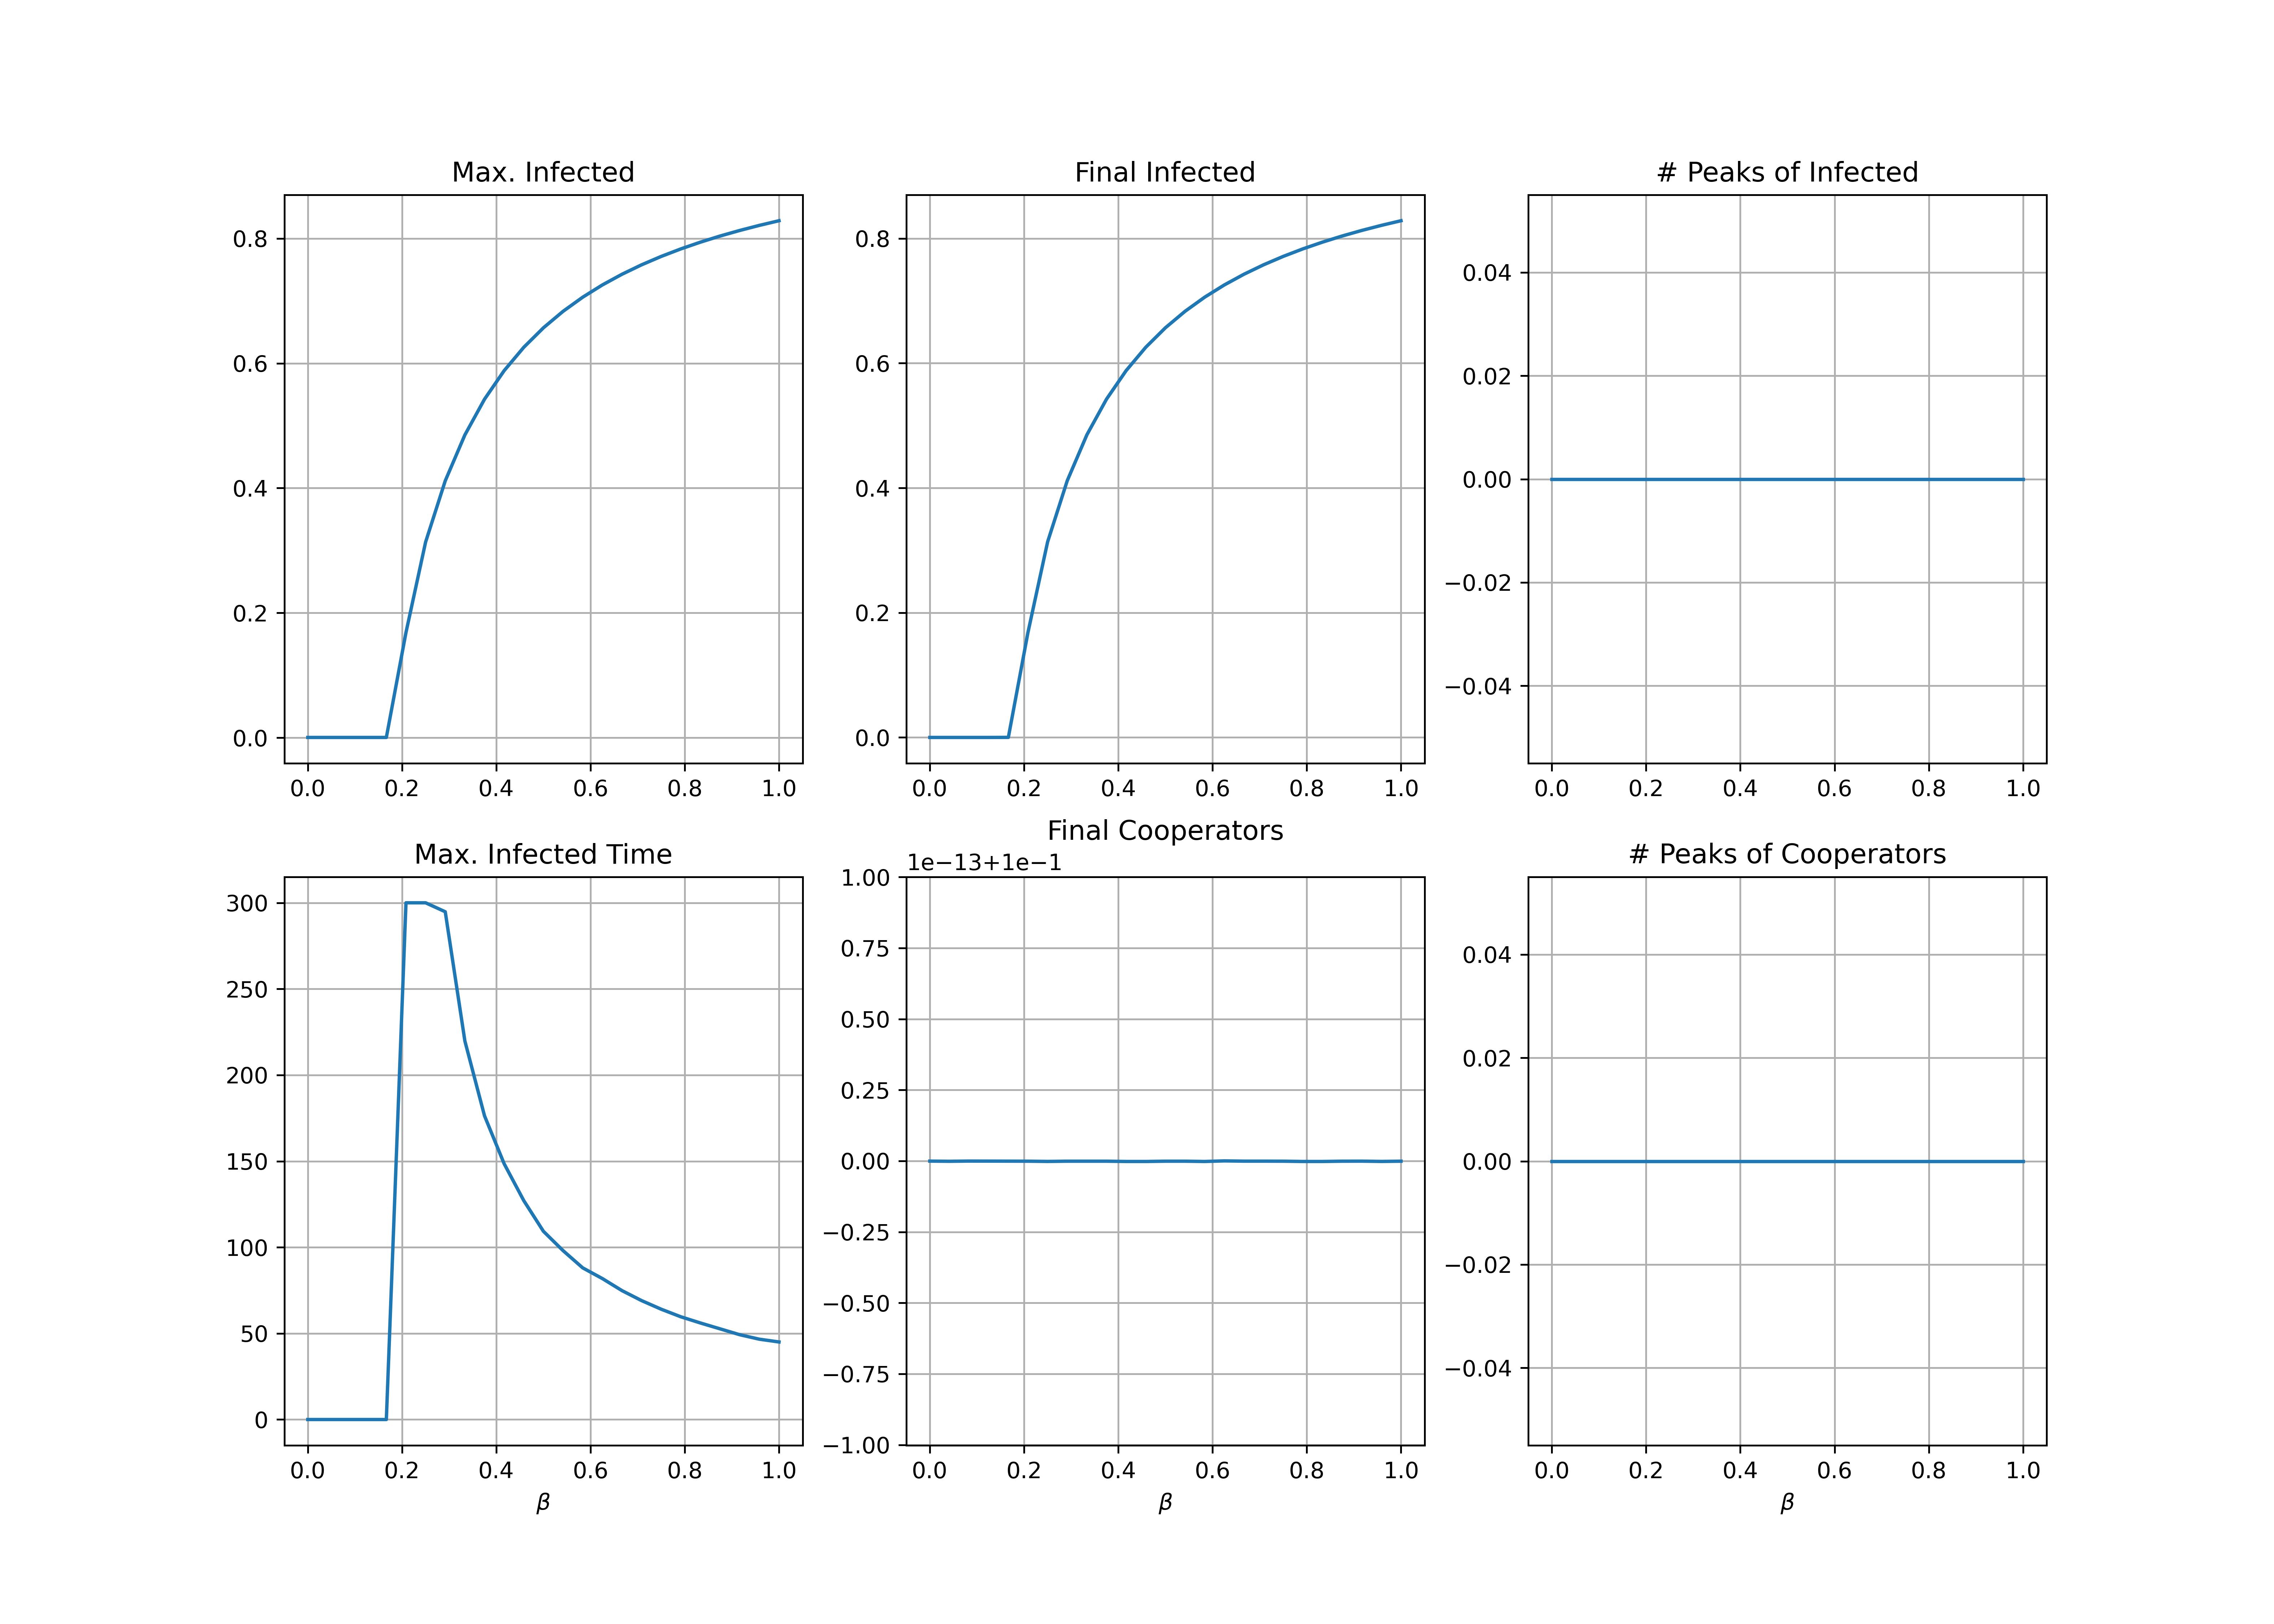 Max. Infected
0.8
0.6
0.4
0.2
0.0
0.0 0.2 0.4 0.6 0.8 1.0
Final Infected
0.8
0.6
0.4
0.2
0.0
0.0 0.2 0.4 0.6 0.8 1.0
# Peaks of Infected
0.04
0.02
0.00
−0.02
−0.04
0.0 0.2 0.4 0.6 0.8 1.0
Max. Infected Time
300
250
200
150
100
50
0
0.0 0.2 0.4 0.6 0.8 1.0
β
Final Cooperators
1e−13+1e−1
1.00
0.75
0.50
0.25
0.00
−0.25
−0.50
−0.75
−1.00
0.0 0.2 0.4 0.6 0.8 1.0
β
# Peaks of Cooperators
0.04
0.02
0.00
−0.02
−0.04
0.0 0.2 0.4 0.6 0.8 1.0
β